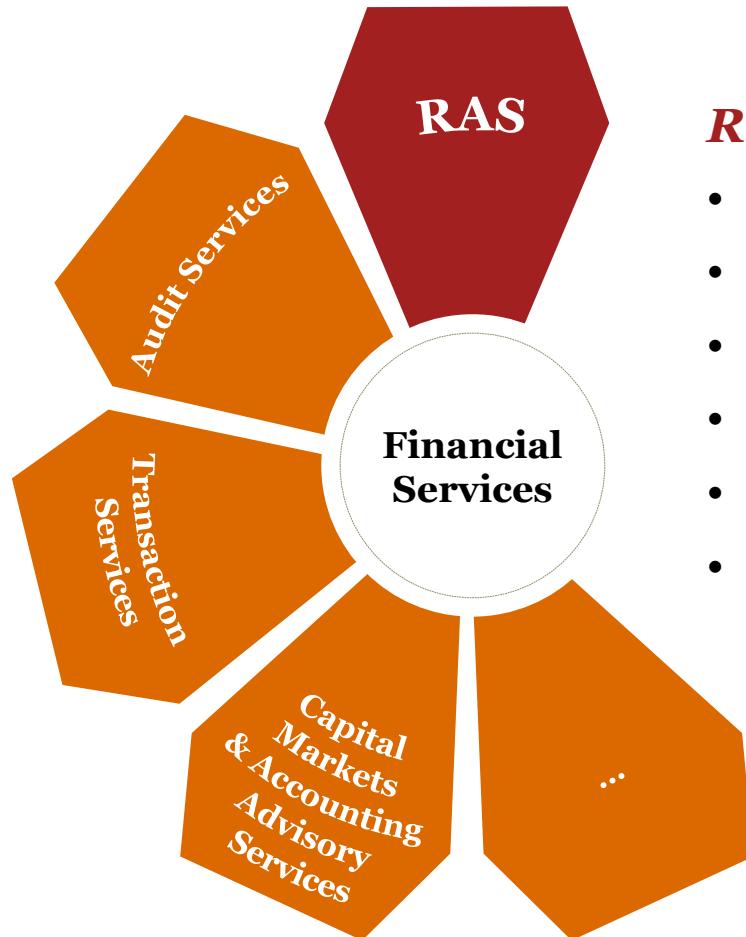 RAS
R
•
•
•
•
•
•
Audit Services
Financial
Services
Transaction
Services
Capital
Markets
& Accounting
Advisory
Services
...